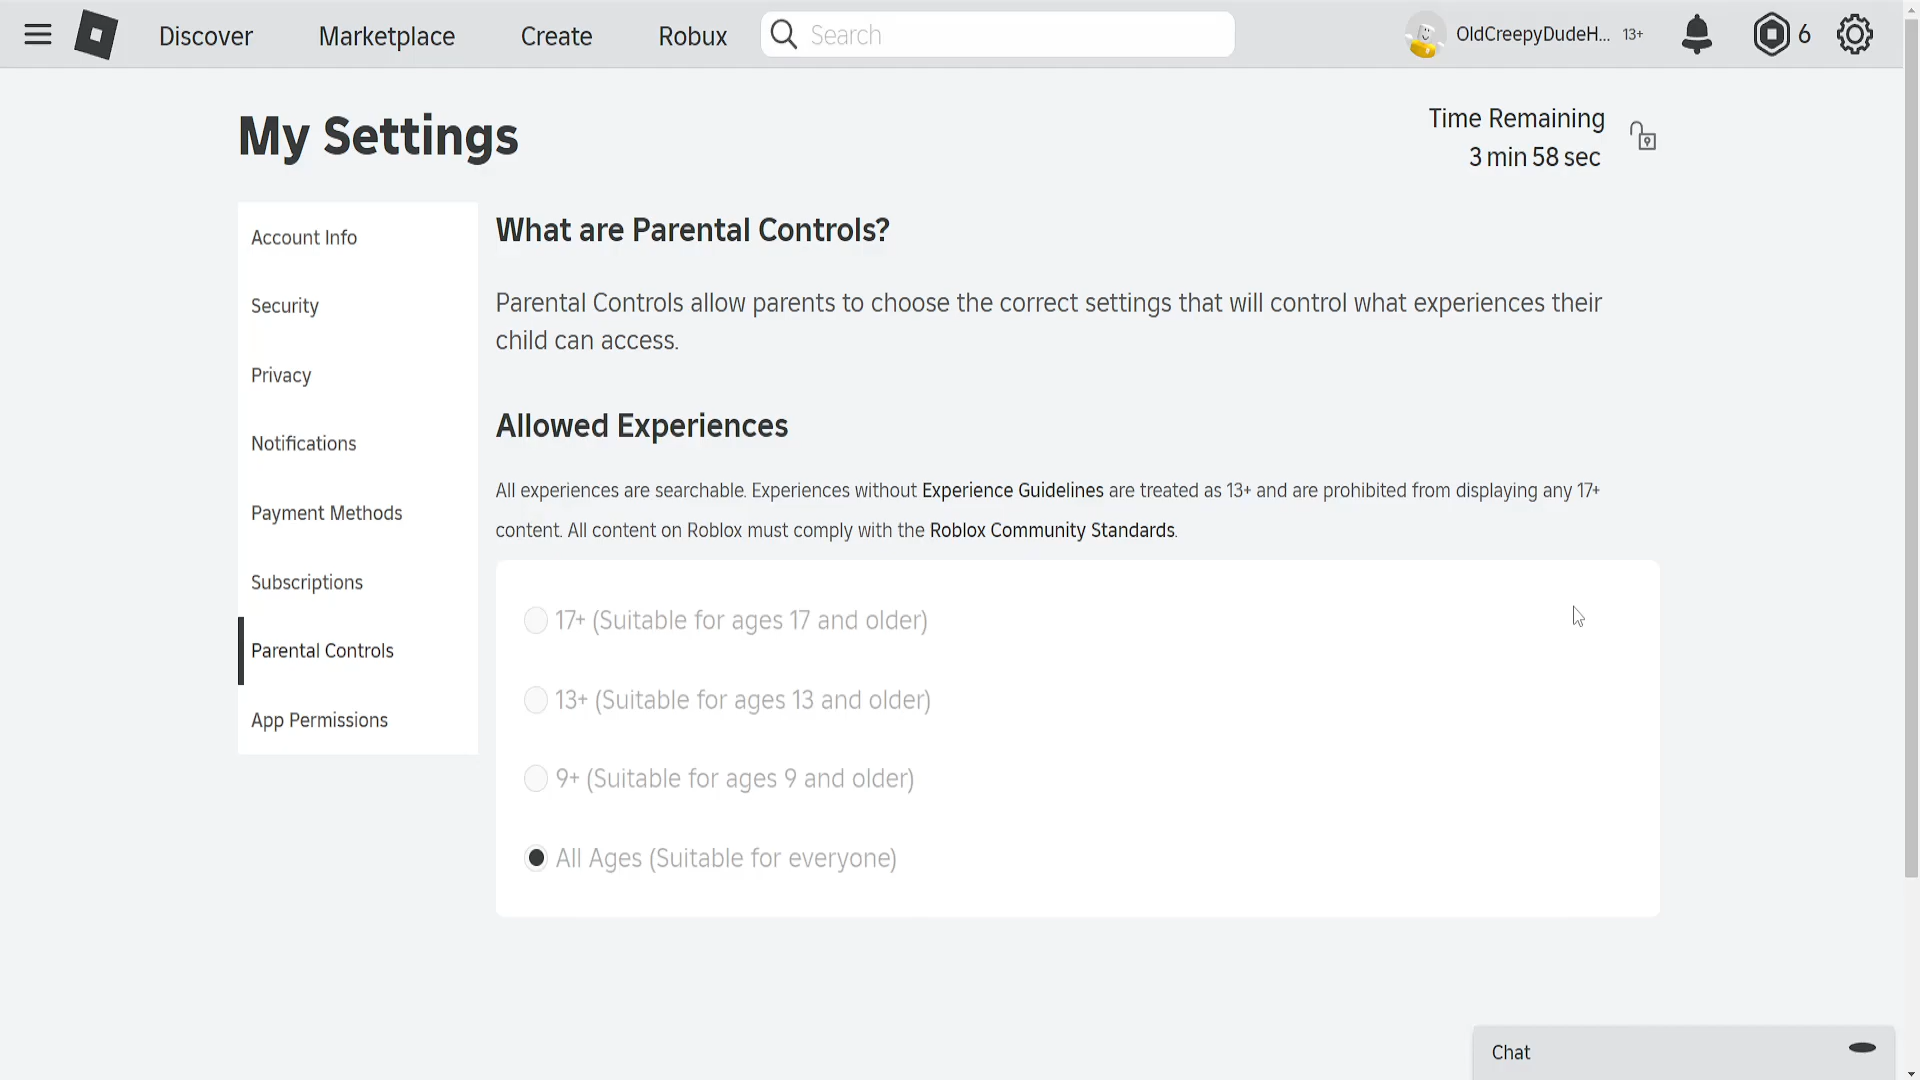 Discover
Marketplace
Create
Robux
Search
OldCreepyDudeH... 13+
6
My Settings
Time Remaining
3 min 58 sec
Account Info
Security
Privacy
Notifications
Payment Methods
Subscriptions
Parental Controls
App Permissions
What are Parental Controls?
Parental Controls allow parents to choose the correct settings that will control what experiences their
child can access.
Allowed Experiences
All experiences are searchable. Experiences without Experience Guidelines are treated as 13+ and are prohibited from displaying any 17+
content. All content on Roblox must comply with the Roblox Community Standards.
17+ (Suitable for ages 17 and older)
13+ (Suitable for ages 13 and older)
9+ (Suitable for ages 9 and older)
All Ages (Suitable for everyone)
Chat